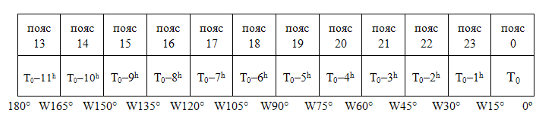 пояс пояс пояс пояс пояс пояс пояс пояс пояс пояс пояс пояс
13 14 15 16 17 18 19 20 21 22 23 0
T₀–11ʰ T₀–10ʰ T₀–9ʰ T₀–8ʰ T₀–7ʰ T₀–6ʰ T₀–5ʰ T₀–4ʰ T₀–3ʰ T₀–2ʰ T₀–1ʰ T₀
180° W165° W150° W135° W120° W105° W90° W75° W60° W45° W30° W15° 0°